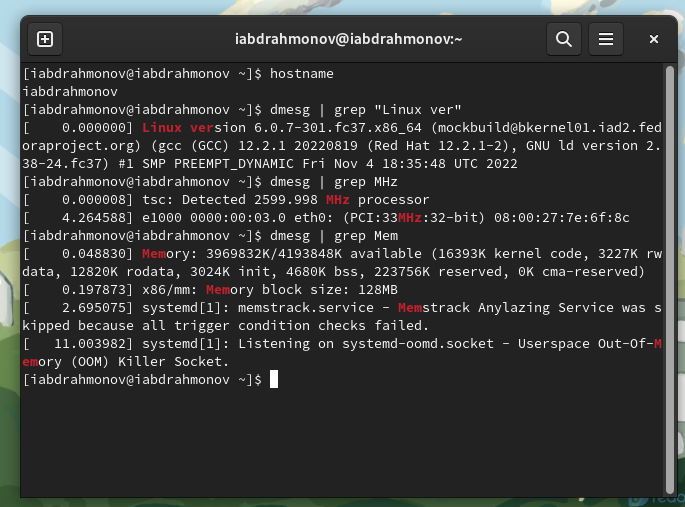 iabdrahmonov@iabdrahmonov:~
[iabdrahmonov@iabdrahmonov ~]$ hostname
iabdrahmonov
[iabdrahmonov@iabdrahmonov ~]$ dmesg | grep "Linux ver"
[    0.000000] Linux version 6.0.7-301.fc37.x86_64 (mockbuild@bkernel01.iad2.fed
oraproject.org) (gcc (GCC) 12.2.1 20220819 (Red Hat 12.2.1-2), GNU ld version 2.
38-24.fc37) #1 SMP PREEMPT_DYNAMIC Fri Nov 4 18:35:48 UTC 2022
[iabdrahmonov@iabdrahmonov ~]$ dmesg | grep MHz
[    0.000008] tsc: Detected 2599.998 MHz processor
[    4.264588] e1000 0000:00:03.0 eth0: (PCI:33MHz:32-bit) 08:00:27:7e:6f:8c
[iabdrahmonov@iabdrahmonov ~]$ dmesg | grep Mem
[    0.048830] Memory: 3969832K/4193848K available (16393K kernel code, 3227K rw
data, 12820K rodata, 3024K init, 4680K bss, 223756K reserved, 0K cma-reserved)
[    0.197873] x86/mm: Memory block size: 128MB
[    2.695075] systemd[1]: memstrack.service - Memstrack Anylazing Service was s
kipped because all trigger condition checks failed.
[   11.003982] systemd[1]: Listening on systemd-oomd.socket - Userspace Out-Of-M
emory (OOM) Killer Socket.
[iabdrahmonov@iabdrahmonov ~]$